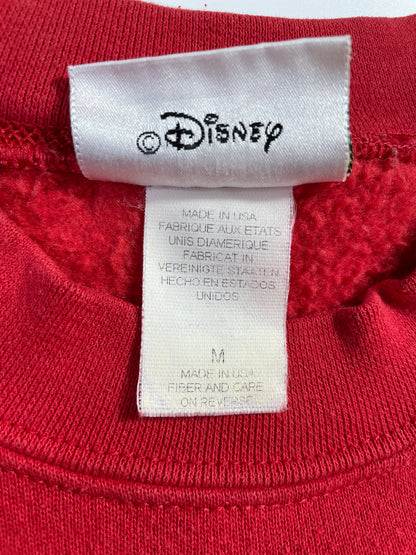 © Disney
MADE IN USA
FABRIQUE AUX ETATS
UNIS DIAMERIQUE
FABRICAT IN
VEREINIGTE STAATEN
HECHO EN ESTADOS
UNIDOS
M
MADE IN USA
FIBER AND CARE
ON REVERSE